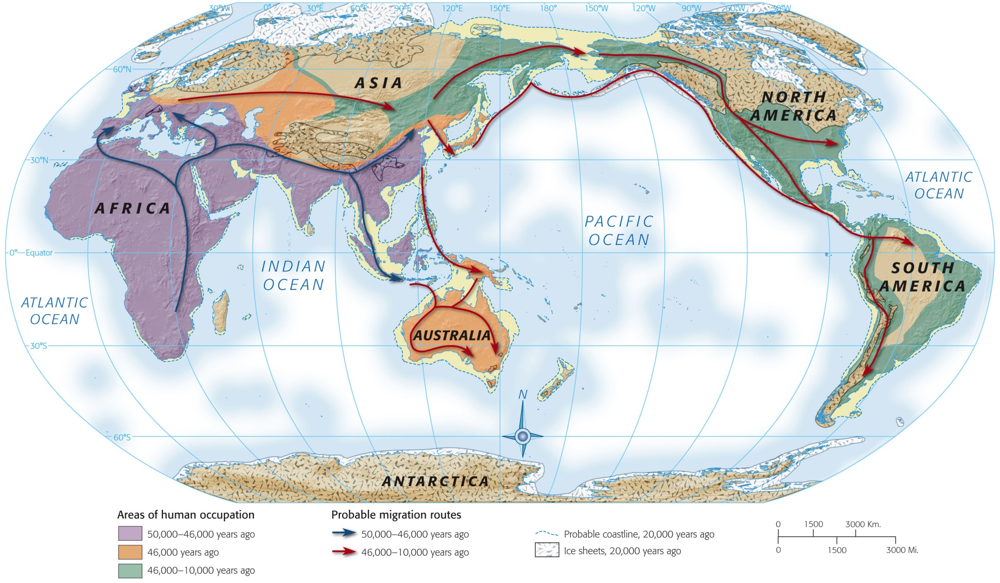 30°W 0° 30°E 60°E 90°E 120°E 150°E 180° 150°W 120°W 90°W 60°W 30°W
60°N
ASIA
NORTH
AMERICA
30°N
ATLANTIC
OCEAN
AFRICA
PACIFIC
OCEAN
0° Equator
INDIAN
OCEAN
SOUTH
AMERICA
ATLANTIC
OCEAN
AUSTRALIA
30°S
N
60°S
ANTARCTICA
Areas of human occupation
50,000–46,000 years ago
46,000 years ago
46,000–10,000 years ago
Probable migration routes
50,000–46,000 years ago
46,000–10,000 years ago
Probable coastline, 20,000 years ago
Ice sheets, 20,000 years ago
0 1500 3000 Km.
0 1500 3000 Mi.